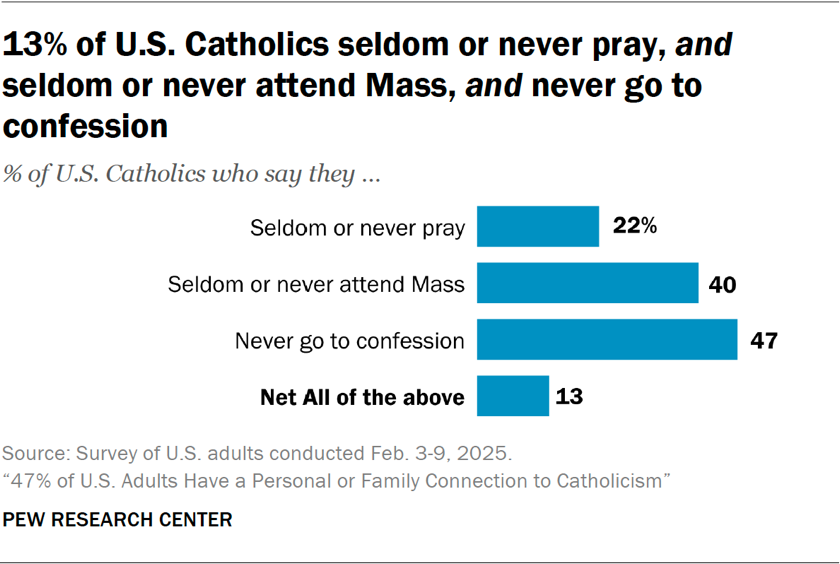 13% of U.S. Catholics seldom or never pray, and
seldom or never attend Mass, and never go to
confession
% of U.S. Catholics who say they ...
Seldom or never pray 22%
Seldom or never attend Mass 40
Never go to confession 47
Net All of the above 13
Source: Survey of U.S. adults conducted Feb. 3-9, 2025.
“47% of U.S. Adults Have a Personal or Family Connection to Catholicism”
PEW RESEARCH CENTER